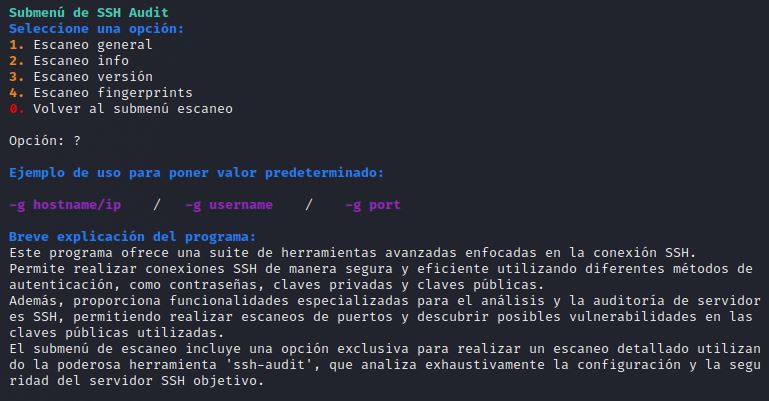 Submenú de SSH Audit
Seleccione una opción:
1. Escaneo general
2. Escaneo info
3. Escaneo versión
4. Escaneo fingerprints
0. Volver al submenú escaneo
Opción: ?
Ejemplo de uso para poner valor predeterminado:
-g hostname/ip    /   -g username    /    -g port
Breve explicación del programa:
Este programa ofrece una suite de herramientas avanzadas enfocadas en la conexión SSH.
Permite realizar conexiones SSH de manera segura y eficiente utilizando diferentes métodos de
autenticación, como contraseñas, claves privadas y claves públicas.
Además, proporciona funcionalidades especializadas para el análisis y la auditoría de servidor
es SSH, permitiendo realizar escaneos de puertos y descubrir posibles vulnerabilidades en las
claves públicas utilizadas.
El submenú de escaneo incluye una opción exclusiva para realizar un escaneo detallado utilizan
do la poderosa herramienta 'ssh-audit', que analiza exhaustivamente la configuración y la segu
ridad del servidor SSH objetivo.